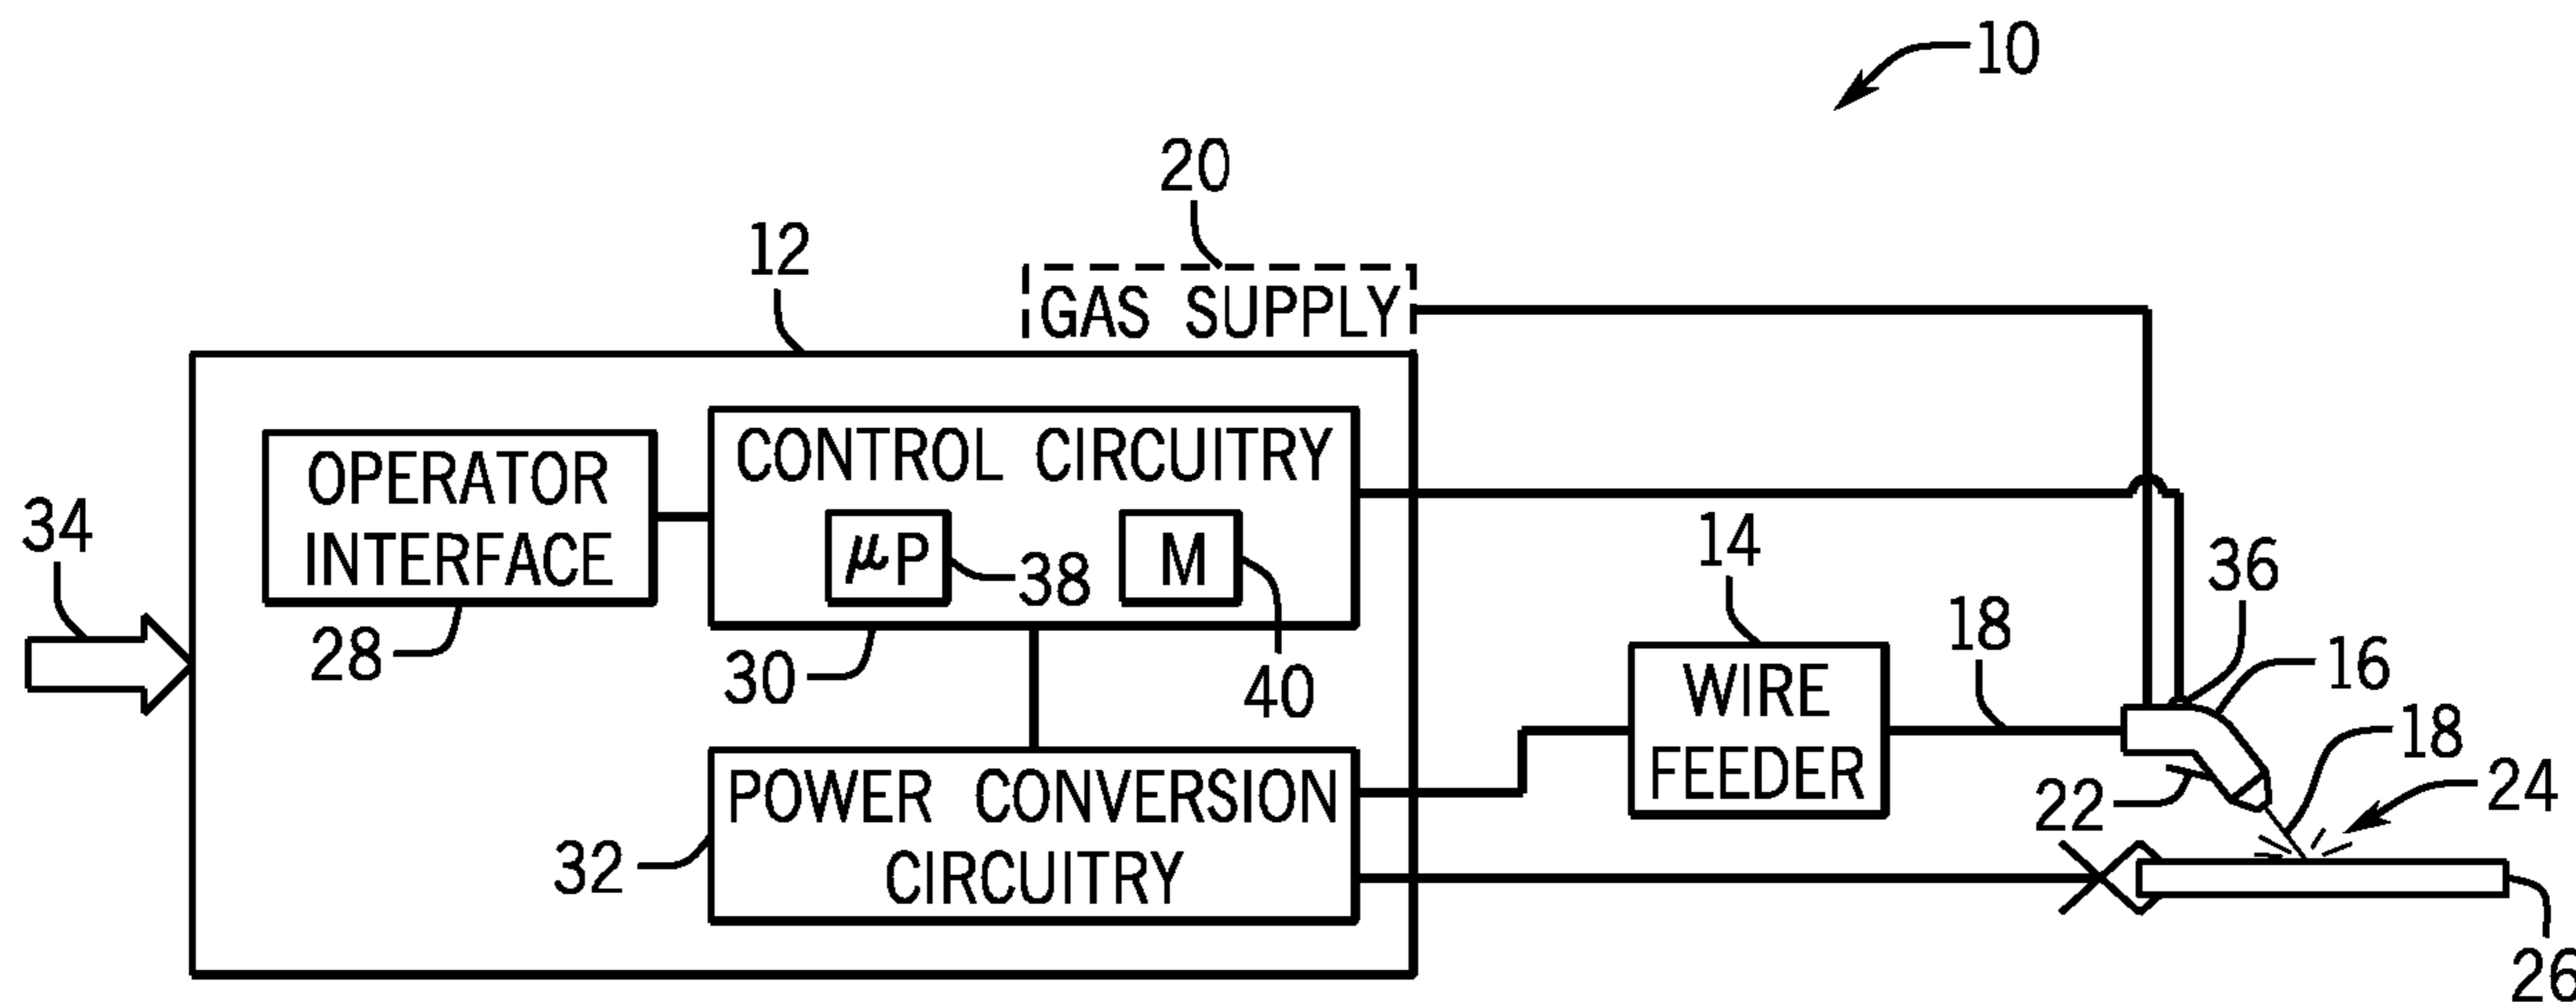 10
20
12
GAS SUPPLY
CONTROL CIRCUITRY
OPERATOR
INTERFACE
34
μP
38
M
14
36
28
30
40
18
16
WIRE
FEEDER
18
POWER CONVERSION
CIRCUITRY
32
22
24
26